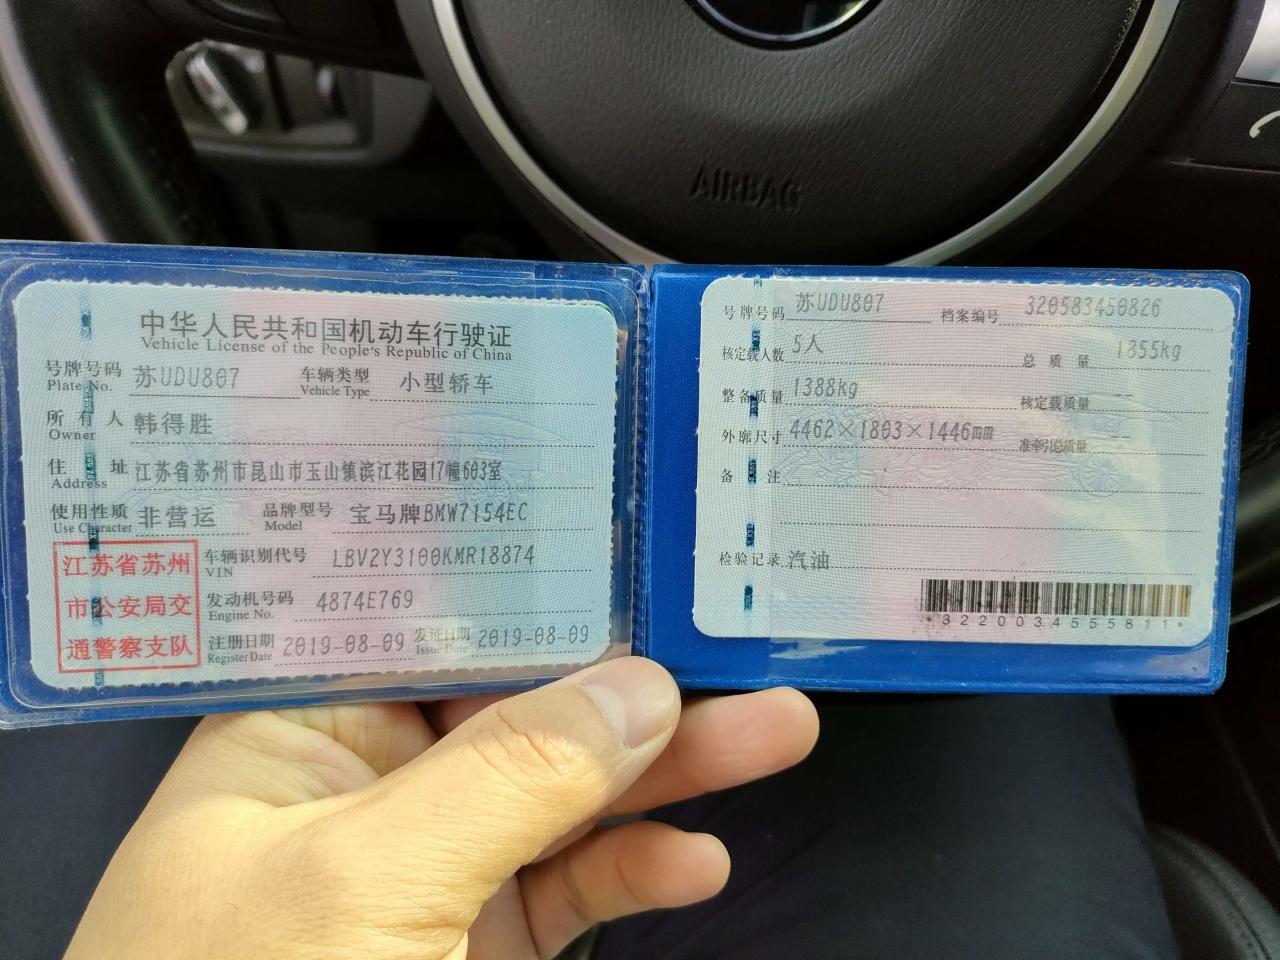 AIRBAG
中华人民共和国机动车行驶证
Vehicle License of the People's Republic of China
号牌号码 苏UDU807 车辆类型 小型轿车
Plate No. Vehicle Type
所有人 韩得胜
Owner
住址 江苏省苏州市昆山市玉山镇滨江花园17幢603室
Address
使用性质 非营运 品牌型号 宝马牌BMW7154EC
Use Character Model
江苏省苏州
市公安局交
通警察支队
车辆识别代号 LBV2Y3100KMR18874
VIN
发动机号码 4874E769
Engine No.
注册日期 2019-08-09 发证日期 2019-08-09
Register Date Issue Date
号牌号码 苏UDU807 档案编号 320583450826
核定载人数 5人 总质量 1855kg
整备质量 1388kg 核定载质量 --
外廓尺寸 4462×1803×1446mm 准牵引总质量 --
备注
检验记录 汽油
*3220034555811*